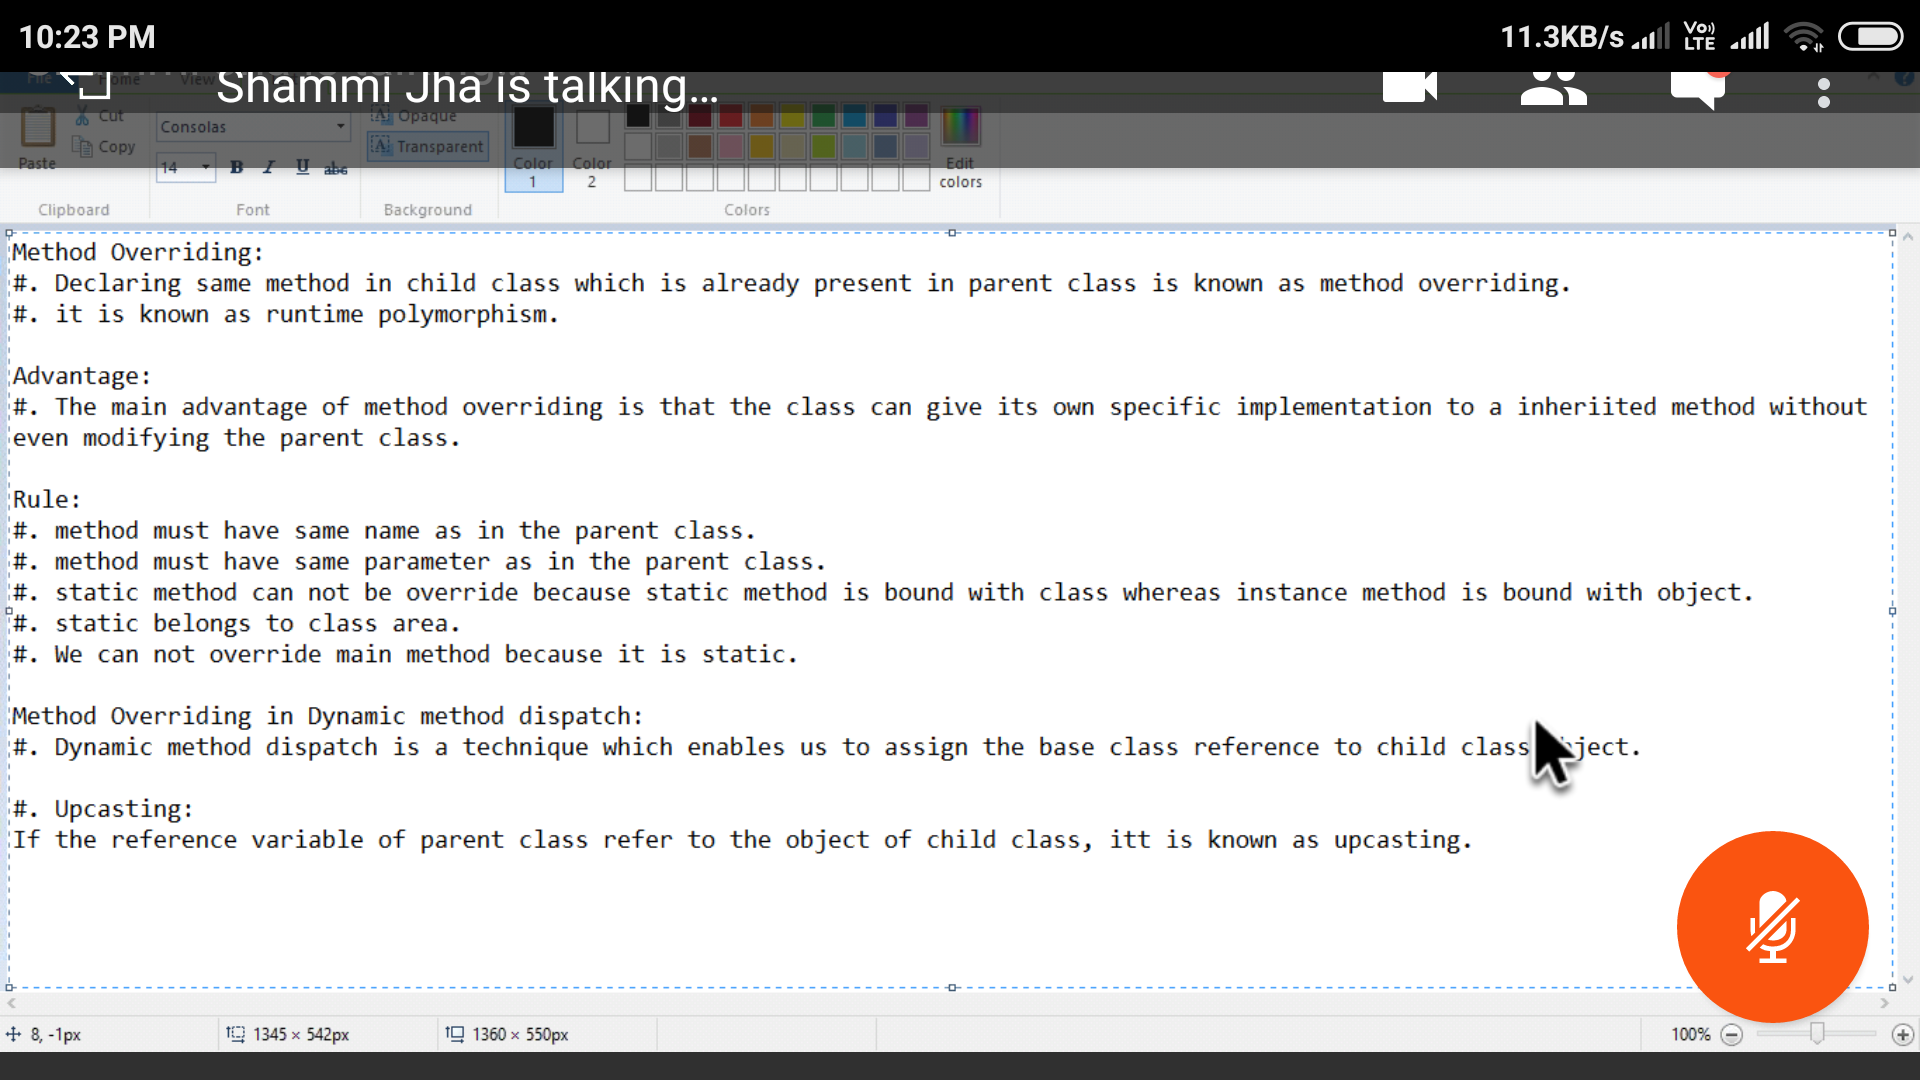 10:23 PM
11.3KB/s
Vo)) LTE
Shammi Jha is talking...
File Home View
Cut
Opaque
Consolas
Copy
Transparent
Paste
14
B I U abc
Color 1
Color 2
Edit colors
Clipboard
Font
Background
Colors
Method Overriding:
#. Declaring same method in child class which is already present in parent class is known as method overriding.
#. it is known as runtime polymorphism.
Advantage:
#. The main advantage of method overriding is that the class can give its own specific implementation to a inheriited method without
even modifying the parent class.
Rule:
#. method must have same name as in the parent class.
#. method must have same parameter as in the parent class.
#. static method can not be override because static method is bound with class whereas instance method is bound with object.
#. static belongs to class area.
#. We can not override main method because it is static.
Method Overriding in Dynamic method dispatch:
#. Dynamic method dispatch is a technique which enables us to assign the base class reference to child class object.
#. Upcasting:
If the reference variable of parent class refer to the object of child class, itt is known as upcasting.
8, -1px
1345 × 542px
1360 × 550px
100%